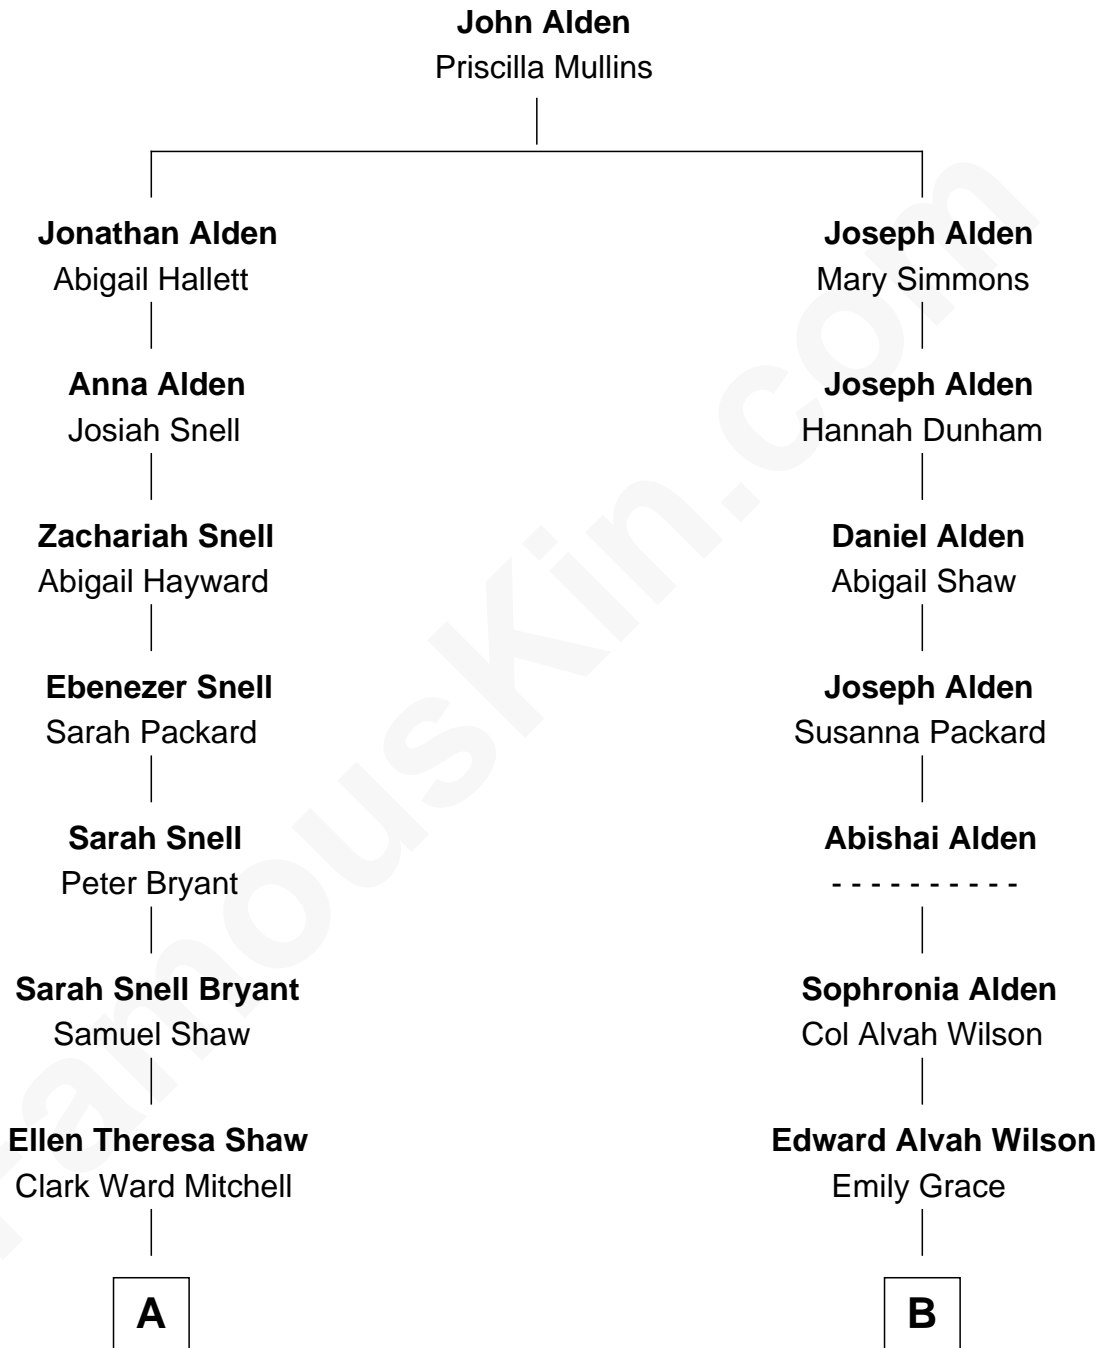 John Alden
Priscilla Mullins
Jonathan Alden
Abigail Hallett
Joseph Alden
Mary Simmons
Anna Alden
Josiah Snell
Joseph Alden
Hannah Dunham
Zachariah Snell
Abigail Hayward
Daniel Alden
Abigail Shaw
Ebenezer Snell
Sarah Packard
Joseph Alden
Susanna Packard
Sarah Snell
Peter Bryant
Abishai Alden
- - - - - - - - - -
Sarah Snell Bryant
Samuel Shaw
Sophronia Alden
Col Alvah Wilson
Ellen Theresa Shaw
Clark Ward Mitchell
Edward Alvah Wilson
Emily Grace
A
B
FamousKin.com